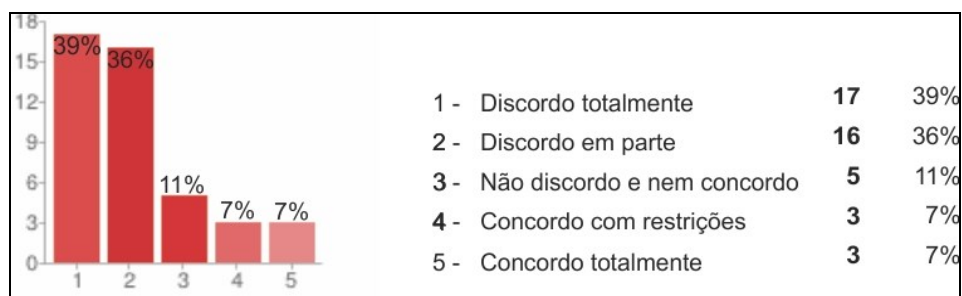 18
39%
36%
15
12
9
6
11%
7% 7%
3
0
1 2 3 4 5
1 - Discordo totalmente 17 39%
2 - Discordo em parte 16 36%
3 - Não discordo e nem concordo 5 11%
4 - Concordo com restrições 3 7%
5 - Concordo totalmente 3 7%